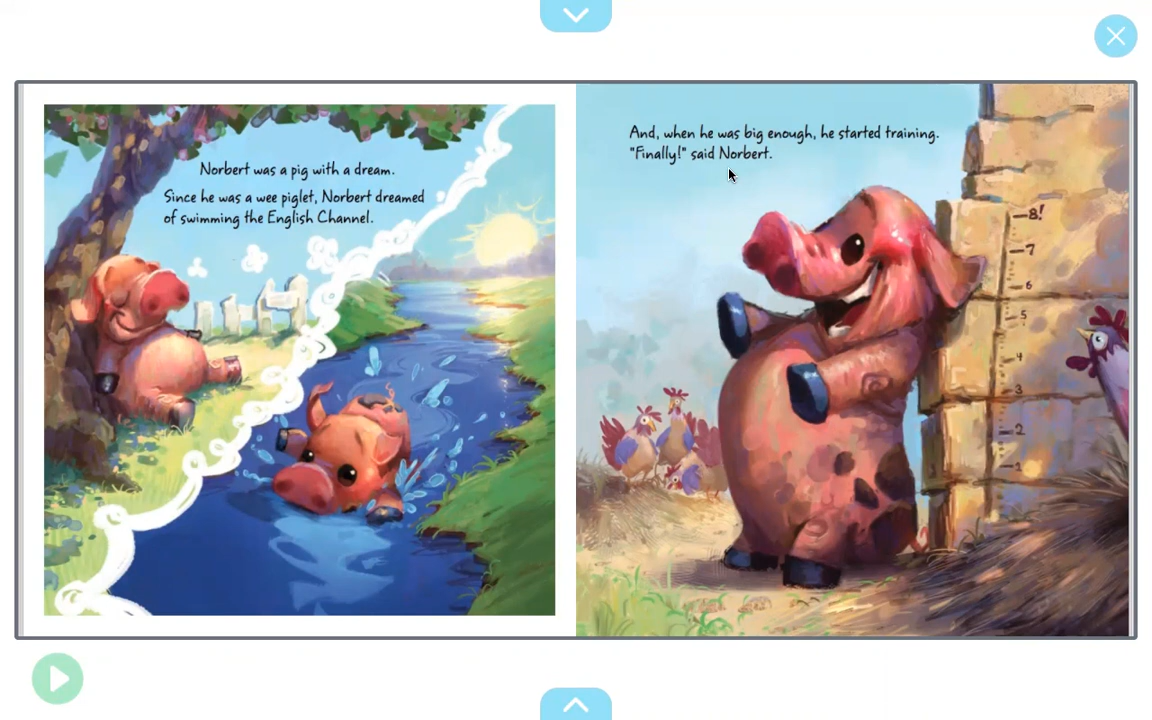 Norbert was a pig with a dream.
Since he was a wee piglet, Norbert dreamed
of swimming the English Channel.
And, when he was big enough, he started training.
"Finally!" said Norbert.
8!
7
6
5
4
3
2
1